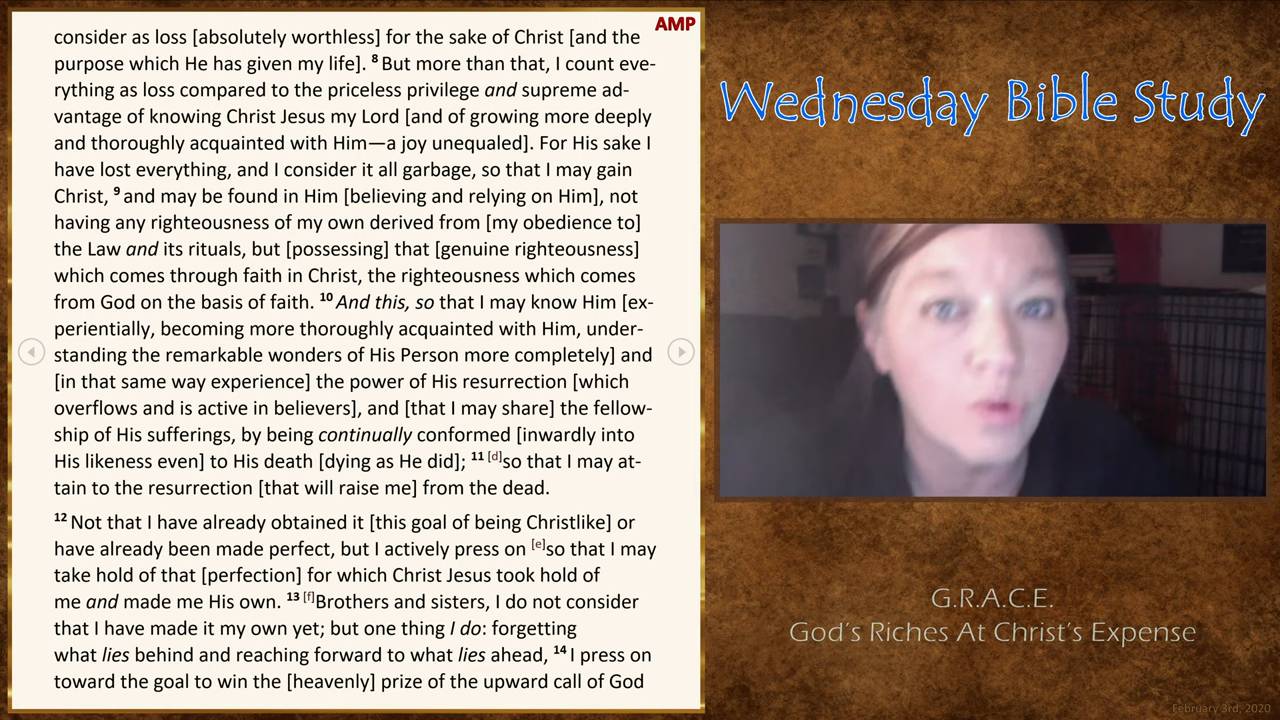 AMP
consider as loss [absolutely worthless] for the sake of Christ [and the
purpose which He has given my life]. 8 But more than that, I count eve-
rything as loss compared to the priceless privilege and supreme ad-
vantage of knowing Christ Jesus my Lord [and of growing more deeply
and thoroughly acquainted with Him—a joy unequaled]. For His sake I
have lost everything, and I consider it all garbage, so that I may gain
Christ, 9 and may be found in Him [believing and relying on Him], not
having any righteousness of my own derived from [my obedience to]
the Law and its rituals, but [possessing] that [genuine righteousness]
which comes through faith in Christ, the righteousness which comes
from God on the basis of faith. 10 And this, so that I may know Him [ex-
perientially, becoming more thoroughly acquainted with Him, under-
standing the remarkable wonders of His Person more completely] and
[in that same way experience] the power of His resurrection [which
overflows and is active in believers], and [that I may share] the fellow-
ship of His sufferings, by being continually conformed [inwardly into
His likeness even] to His death [dying as He did]; 11 [d]so that I may at-
tain to the resurrection [that will raise me] from the dead.
12 Not that I have already obtained it [this goal of being Christlike] or
have already been made perfect, but I actively press on [e]so that I may
take hold of that [perfection] for which Christ Jesus took hold of
me and made me His own. 13 [f]Brothers and sisters, I do not consider
that I have made it my own yet; but one thing I do: forgetting
what lies behind and reaching forward to what lies ahead, 14 I press on
toward the goal to win the [heavenly] prize of the upward call of God
Wednesday Bible Study
G.R.A.C.E.
God's Riches At Christ's Expense
February 3rd, 2020